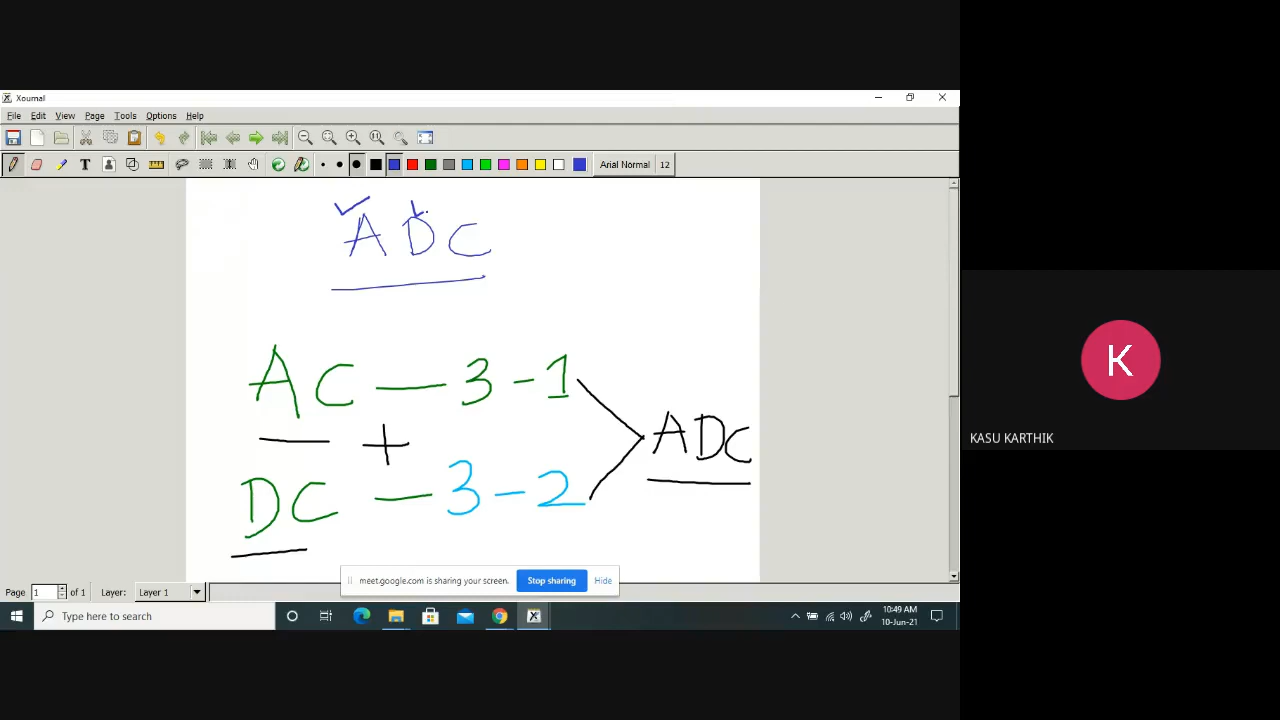 Xournal
File Edit View Page Tools Options Help
Arial Normal 12
ADC
AC — 3-1
+
ADC
DC — 3-2
meet.google.com is sharing your screen. Stop sharing Hide
Page 1 of 1 Layer: Layer 1
Type here to search
10:49 AM
10-Jun-21
K
KASU KARTHIK